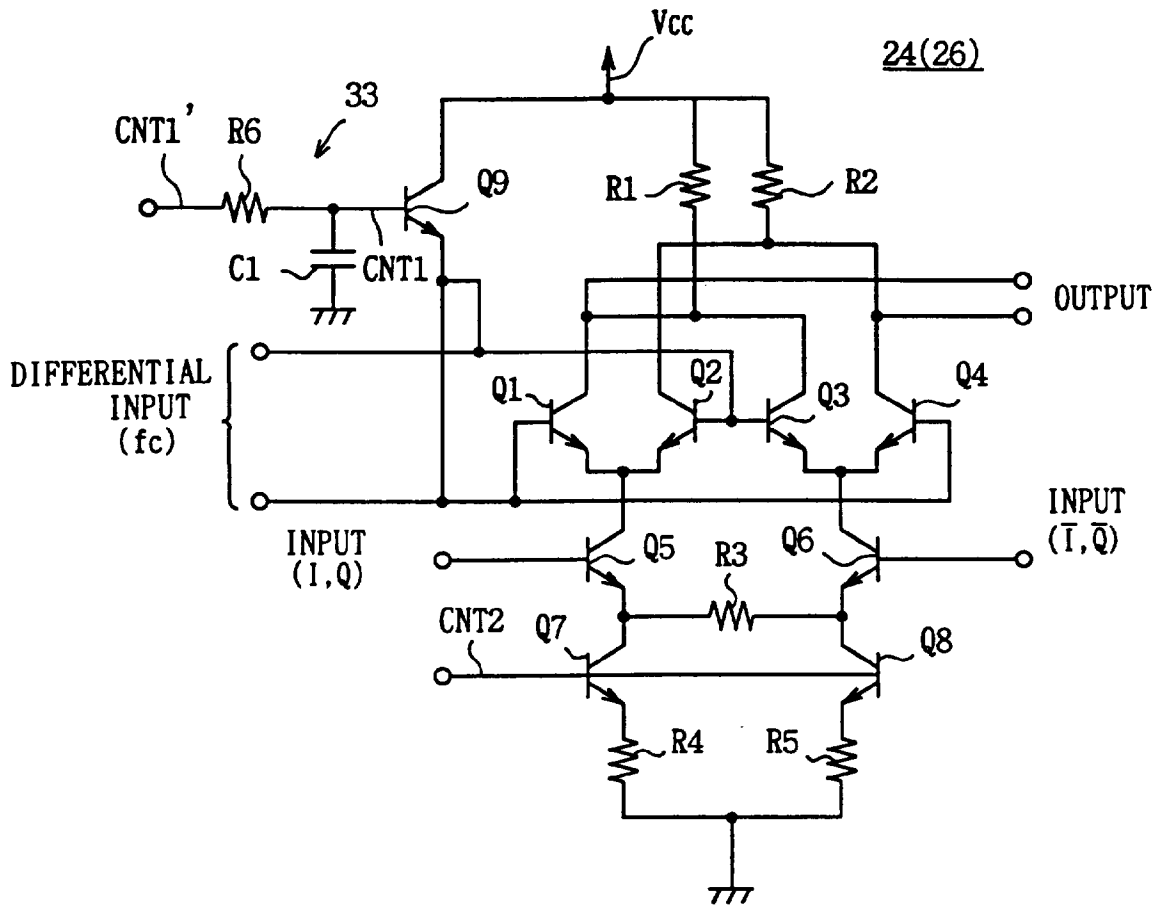 Vcc
24(26)
33
CNT1'
R6
Q9
R1
R2
C1
CNT1
OUTPUT
DIFFERENTIAL
INPUT
(fc)
Q1
Q2
Q3
Q4
INPUT
(I,Q)
Q5
R3
Q6
INPUT
(Ī,Q̄)
CNT2
Q7
Q8
R4
R5